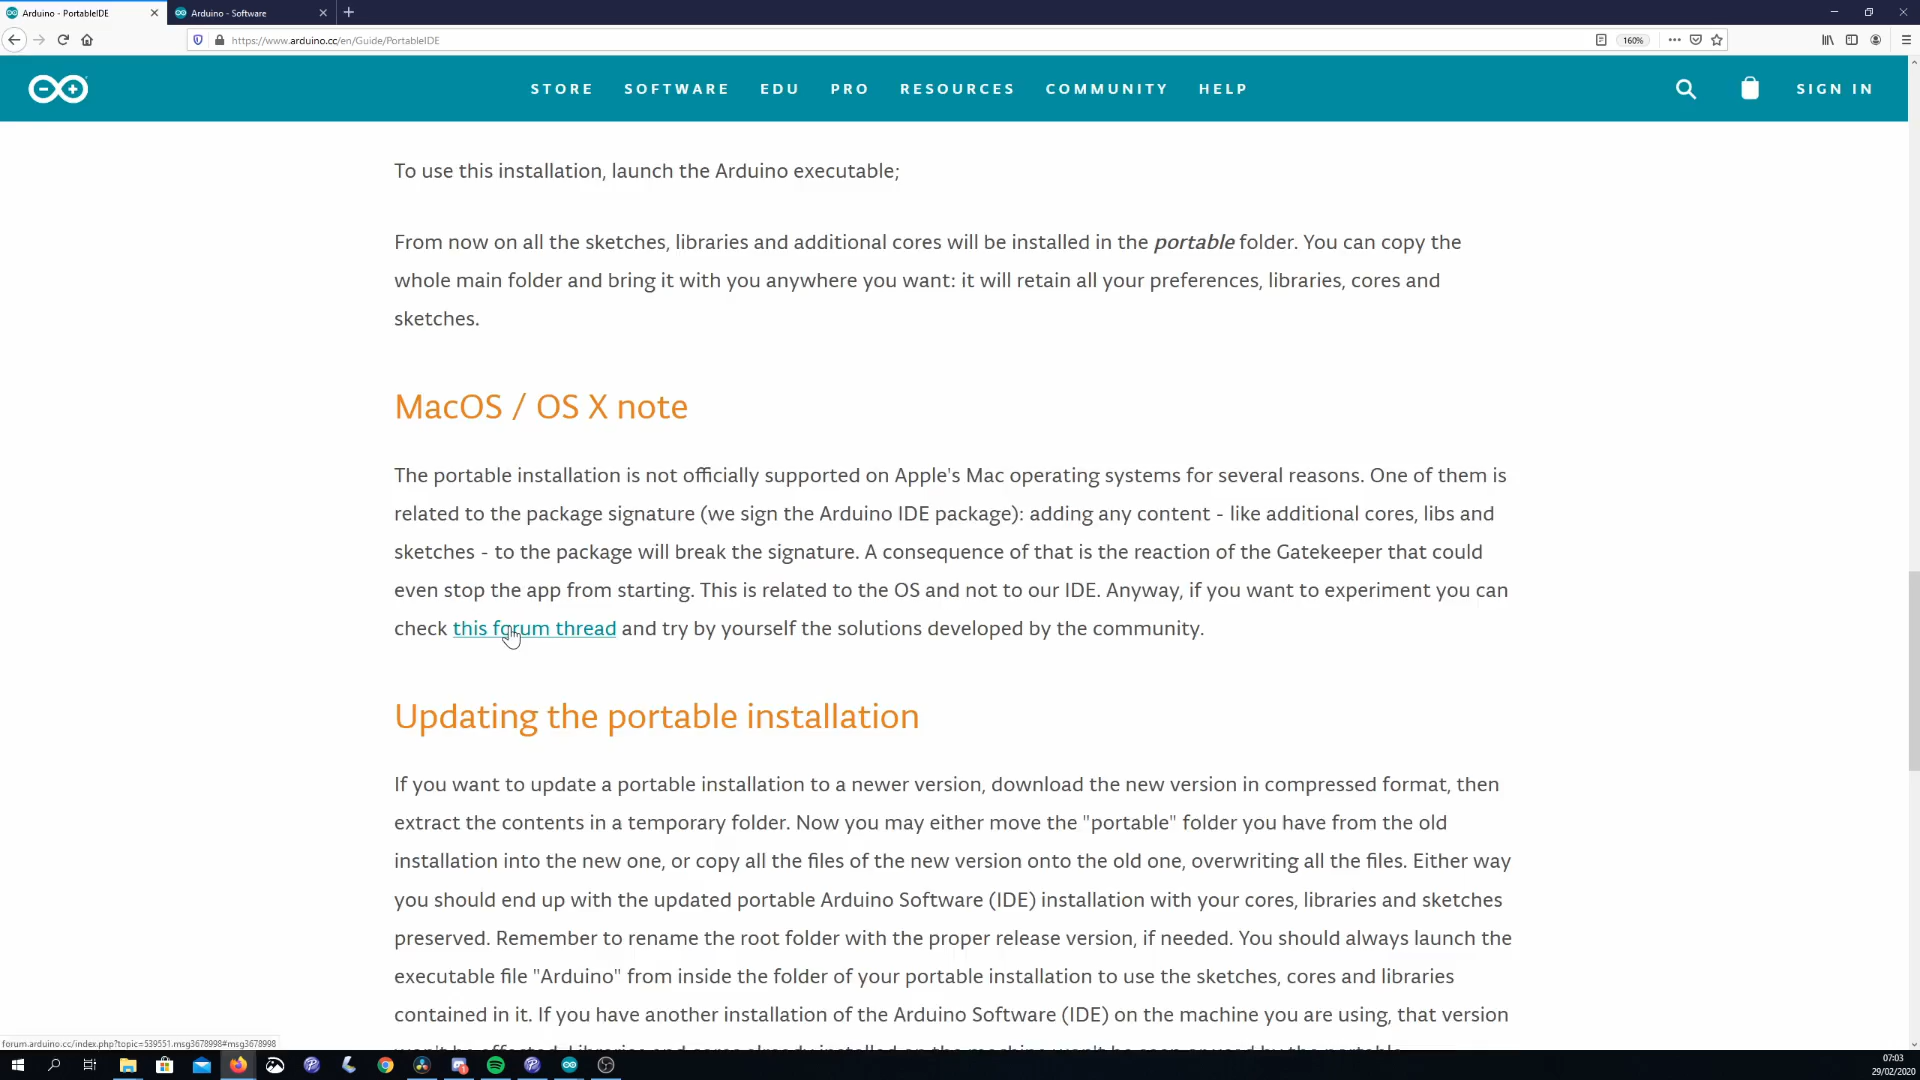 Arduino - PortableIDE
Arduino - Software
https://www.arduino.cc/en/Guide/PortableIDE
160%
STORE SOFTWARE EDU PRO RESOURCES COMMUNITY HELP
SIGN IN
To use this installation, launch the Arduino executable;
From now on all the sketches, libraries and additional cores will be installed in the portable folder. You can copy the
whole main folder and bring it with you anywhere you want: it will retain all your preferences, libraries, cores and
sketches.
MacOS / OS X note
The portable installation is not officially supported on Apple's Mac operating systems for several reasons. One of them is
related to the package signature (we sign the Arduino IDE package): adding any content - like additional cores, libs and
sketches - to the package will break the signature. A consequence of that is the reaction of the Gatekeeper that could
even stop the app from starting. This is related to the OS and not to our IDE. Anyway, if you want to experiment you can
check this forum thread and try by yourself the solutions developed by the community.
Updating the portable installation
If you want to update a portable installation to a newer version, download the new version in compressed format, then
extract the contents in a temporary folder. Now you may either move the "portable" folder you have from the old
installation into the new one, or copy all the files of the new version onto the old one, overwriting all the files. Either way
you should end up with the updated portable Arduino Software (IDE) installation with your cores, libraries and sketches
preserved. Remember to rename the root folder with the proper release version, if needed. You should always launch the
executable file "Arduino" from inside the folder of your portable installation to use the sketches, cores and libraries
contained in it. If you have another installation of the Arduino Software (IDE) on the machine you are using, that version
forum.arduino.cc/index.php?topic=539551.msg3678998#msg3678998
07:03
29/02/2020